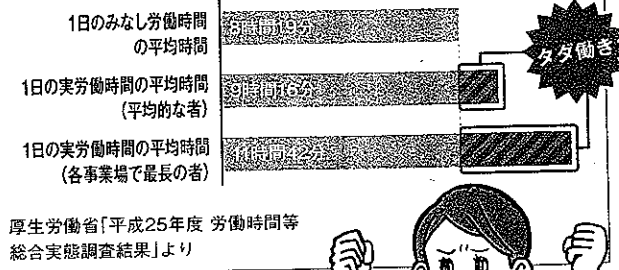 1日のみなし労働時間
の平均時間
8時間19分
タダ働き
1日の実労働時間の平均時間
(平均的な者)
9時間16分
1日の実労働時間の平均時間
(各事業場で最長の者)
11時間42分
厚生労働省「平成25年度 労働時間等
総合実態調査結果」より